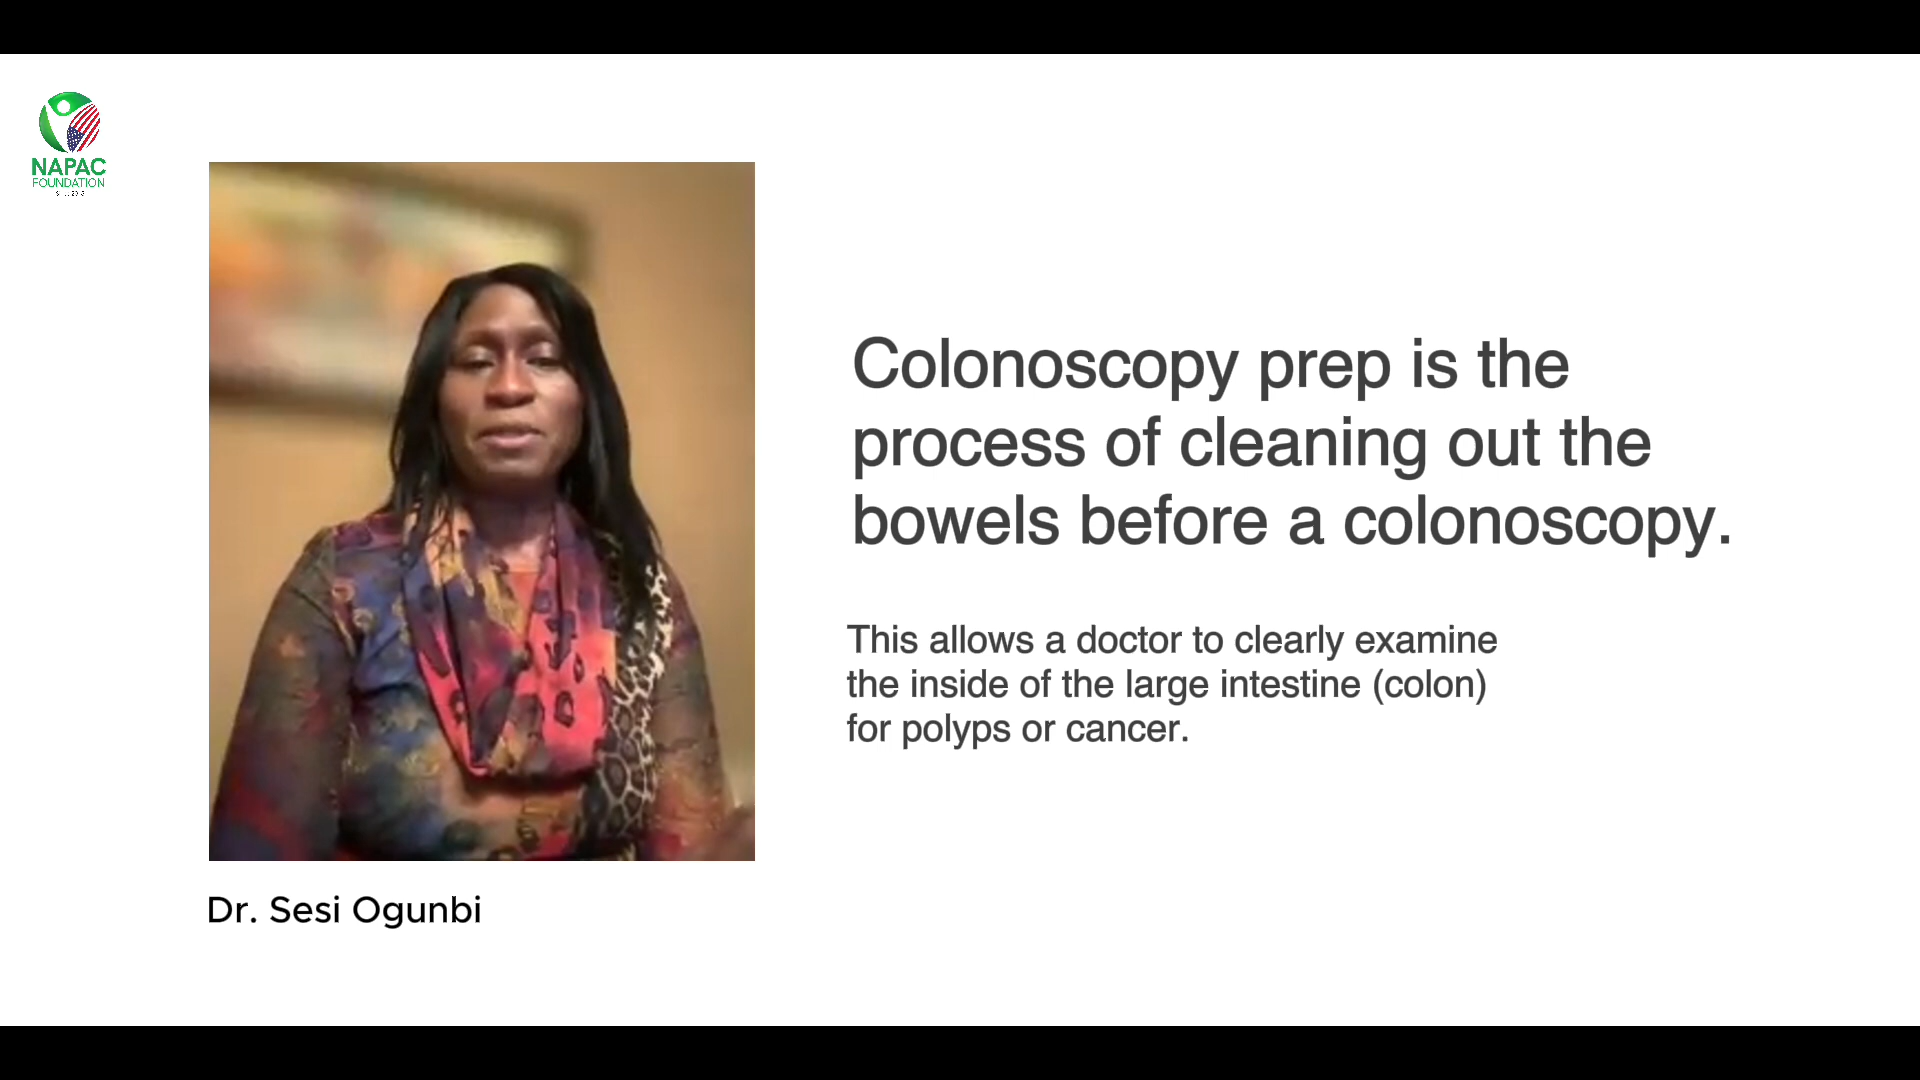 NAPAC
FOUNDATION
Colonoscopy prep is the
process of cleaning out the
bowels before a colonoscopy.
This allows a doctor to clearly examine
the inside of the large intestine (colon)
for polyps or cancer.
Dr. Sesi Ogunbi